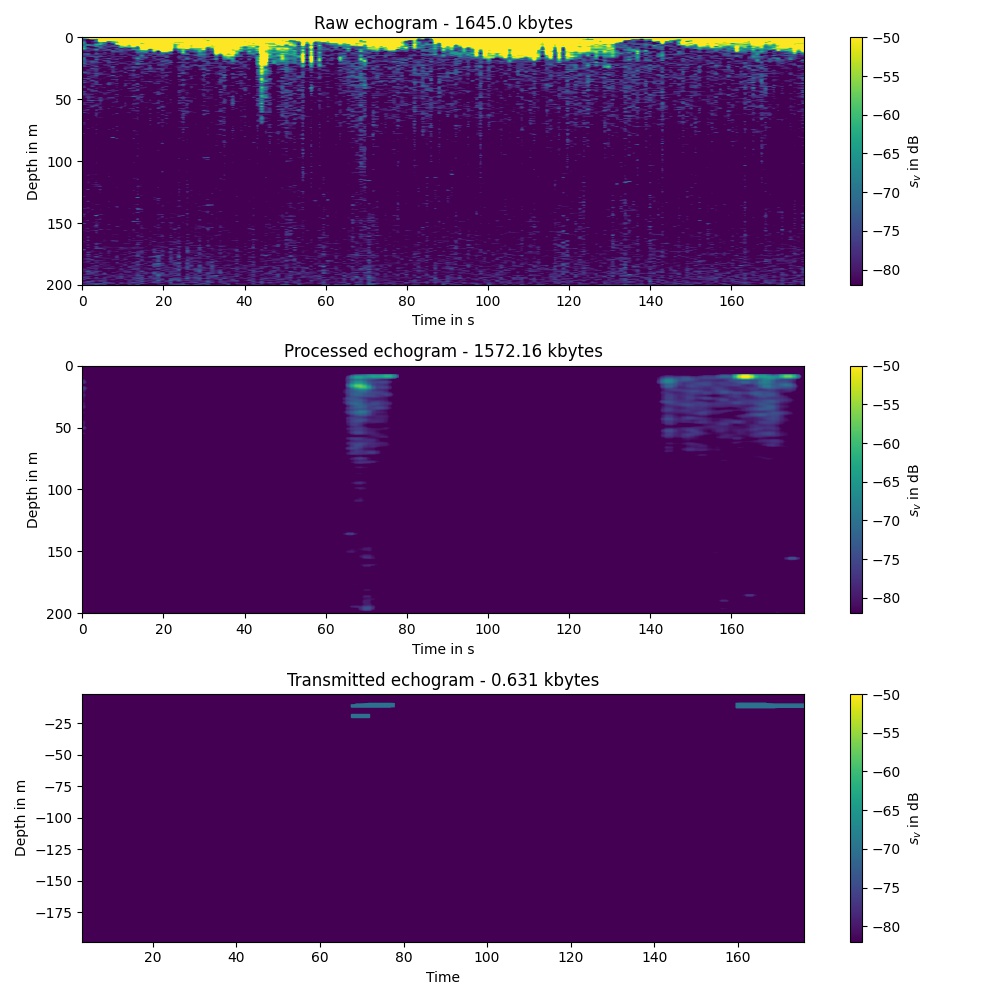 Raw echogram - 1645.0 kbytes
0
50
100
150
200
Depth in m
0 20 40 60 80 100 120 140 160
Time in s
−50
−55
−60
−65
−70
−75
−80
sv in dB
Processed echogram - 1572.16 kbytes
0
50
100
150
200
Depth in m
0 20 40 60 80 100 120 140 160
Time in s
−50
−55
−60
−65
−70
−75
−80
sv in dB
Transmitted echogram - 0.631 kbytes
−25
−50
−75
−100
−125
−150
−175
Depth in m
20 40 60 80 100 120 140 160
Time
−50
−55
−60
−65
−70
−75
−80
sv in dB